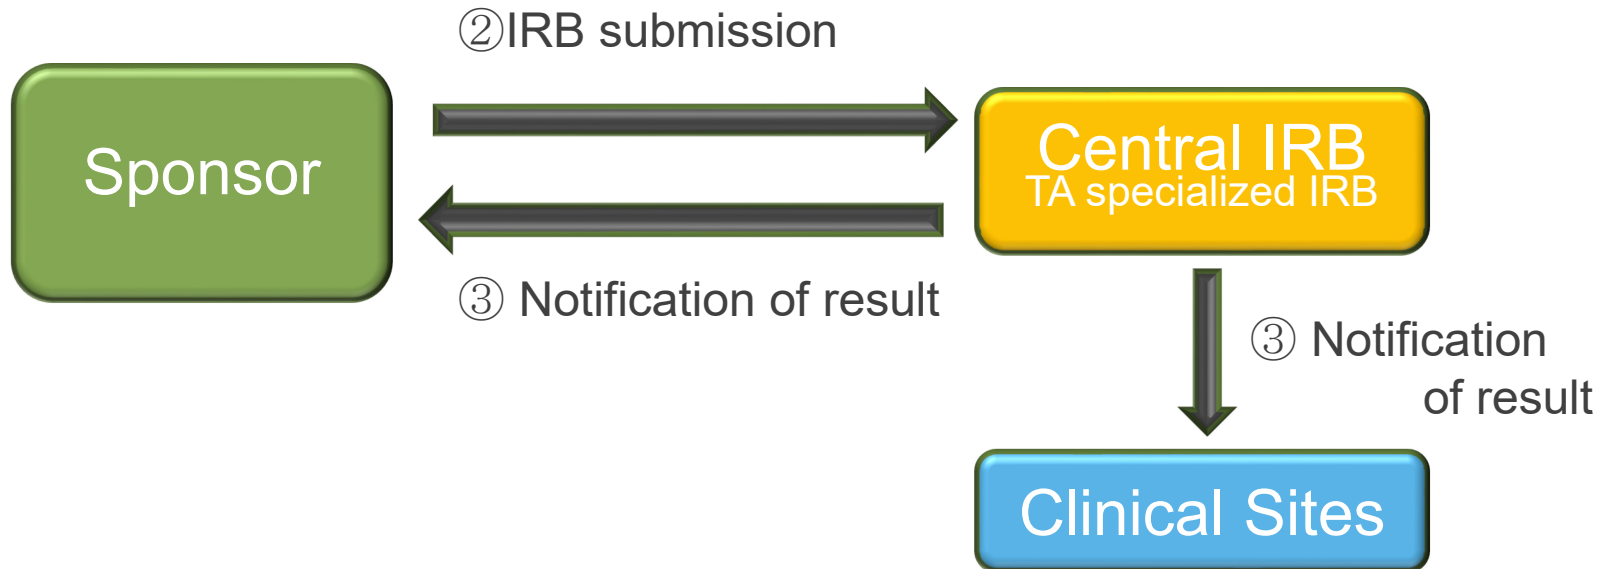 ②IRB submission
Sponsor
Central IRB
TA specialized IRB
③ Notification of result
③ Notification
of result
Clinical Sites